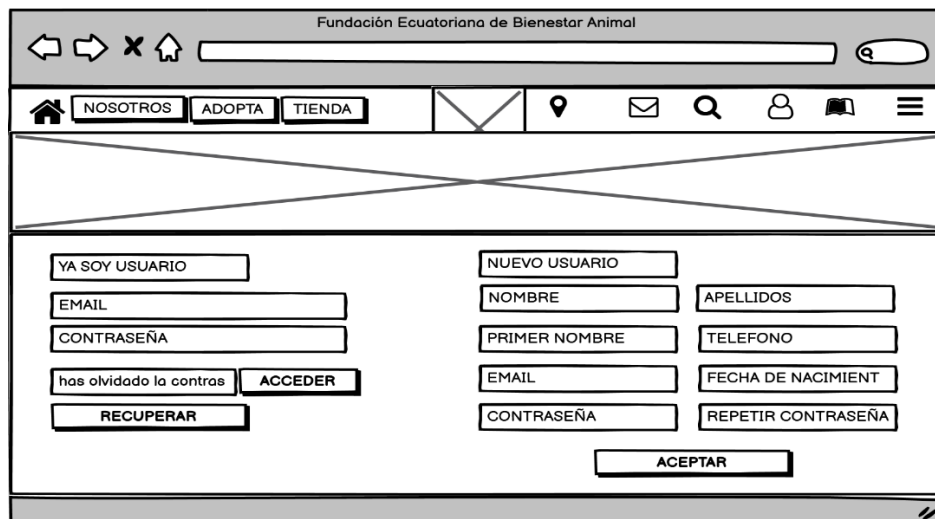 Fundación Ecuatoriana de Bienestar Animal
NOSOTROS
ADOPTA
TIENDA
YA SOY USUARIO
EMAIL
CONTRASEÑA
has olvidado la contras
ACCEDER
RECUPERAR
NUEVO USUARIO
NOMBRE
APELLIDOS
PRIMER NOMBRE
TELEFONO
EMAIL
FECHA DE NACIMIENT
CONTRASEÑA
REPETIR CONTRASEÑA
ACEPTAR